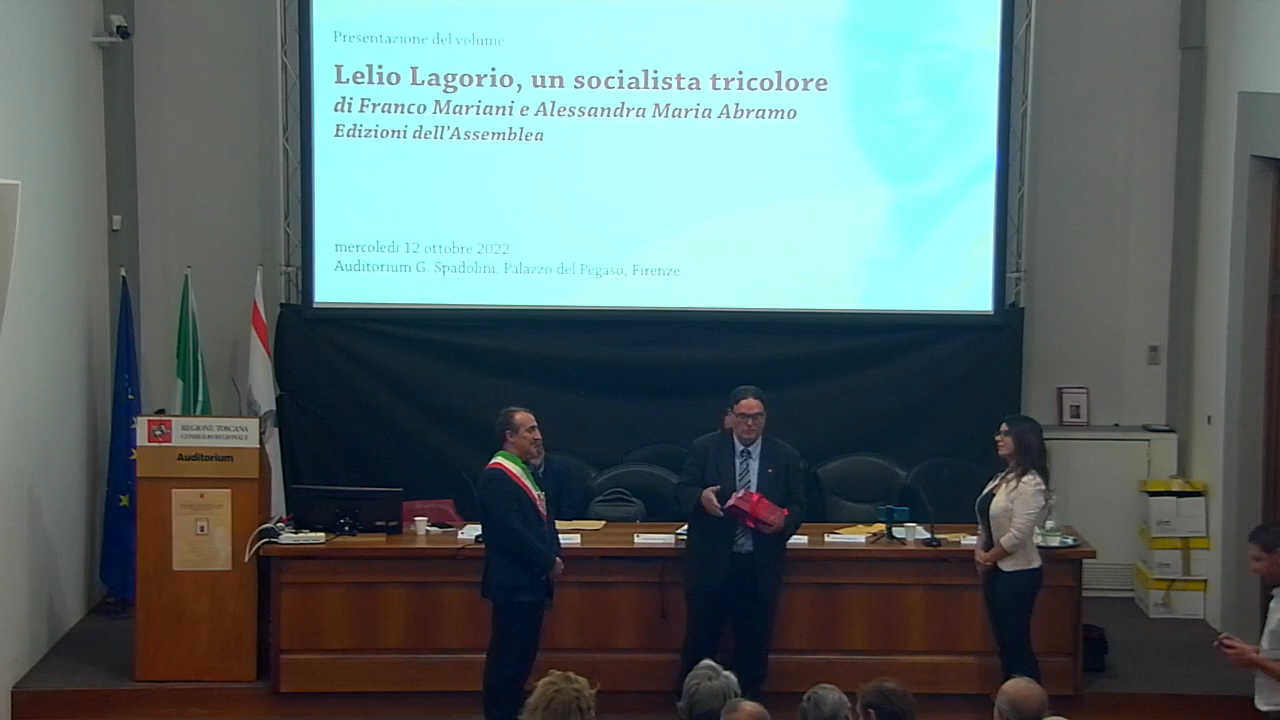 Presentazione del volume
Lelio Lagorio, un socialista tricolore
di Franco Mariani e Alessandra Maria Abramo
Edizioni dell'Assemblea
mercoledì 12 ottobre 2022
Auditorium G. Spadolini, Palazzo del Pegaso, Firenze
REGIONE TOSCANA
CONSIGLIO REGIONALE
Auditorium